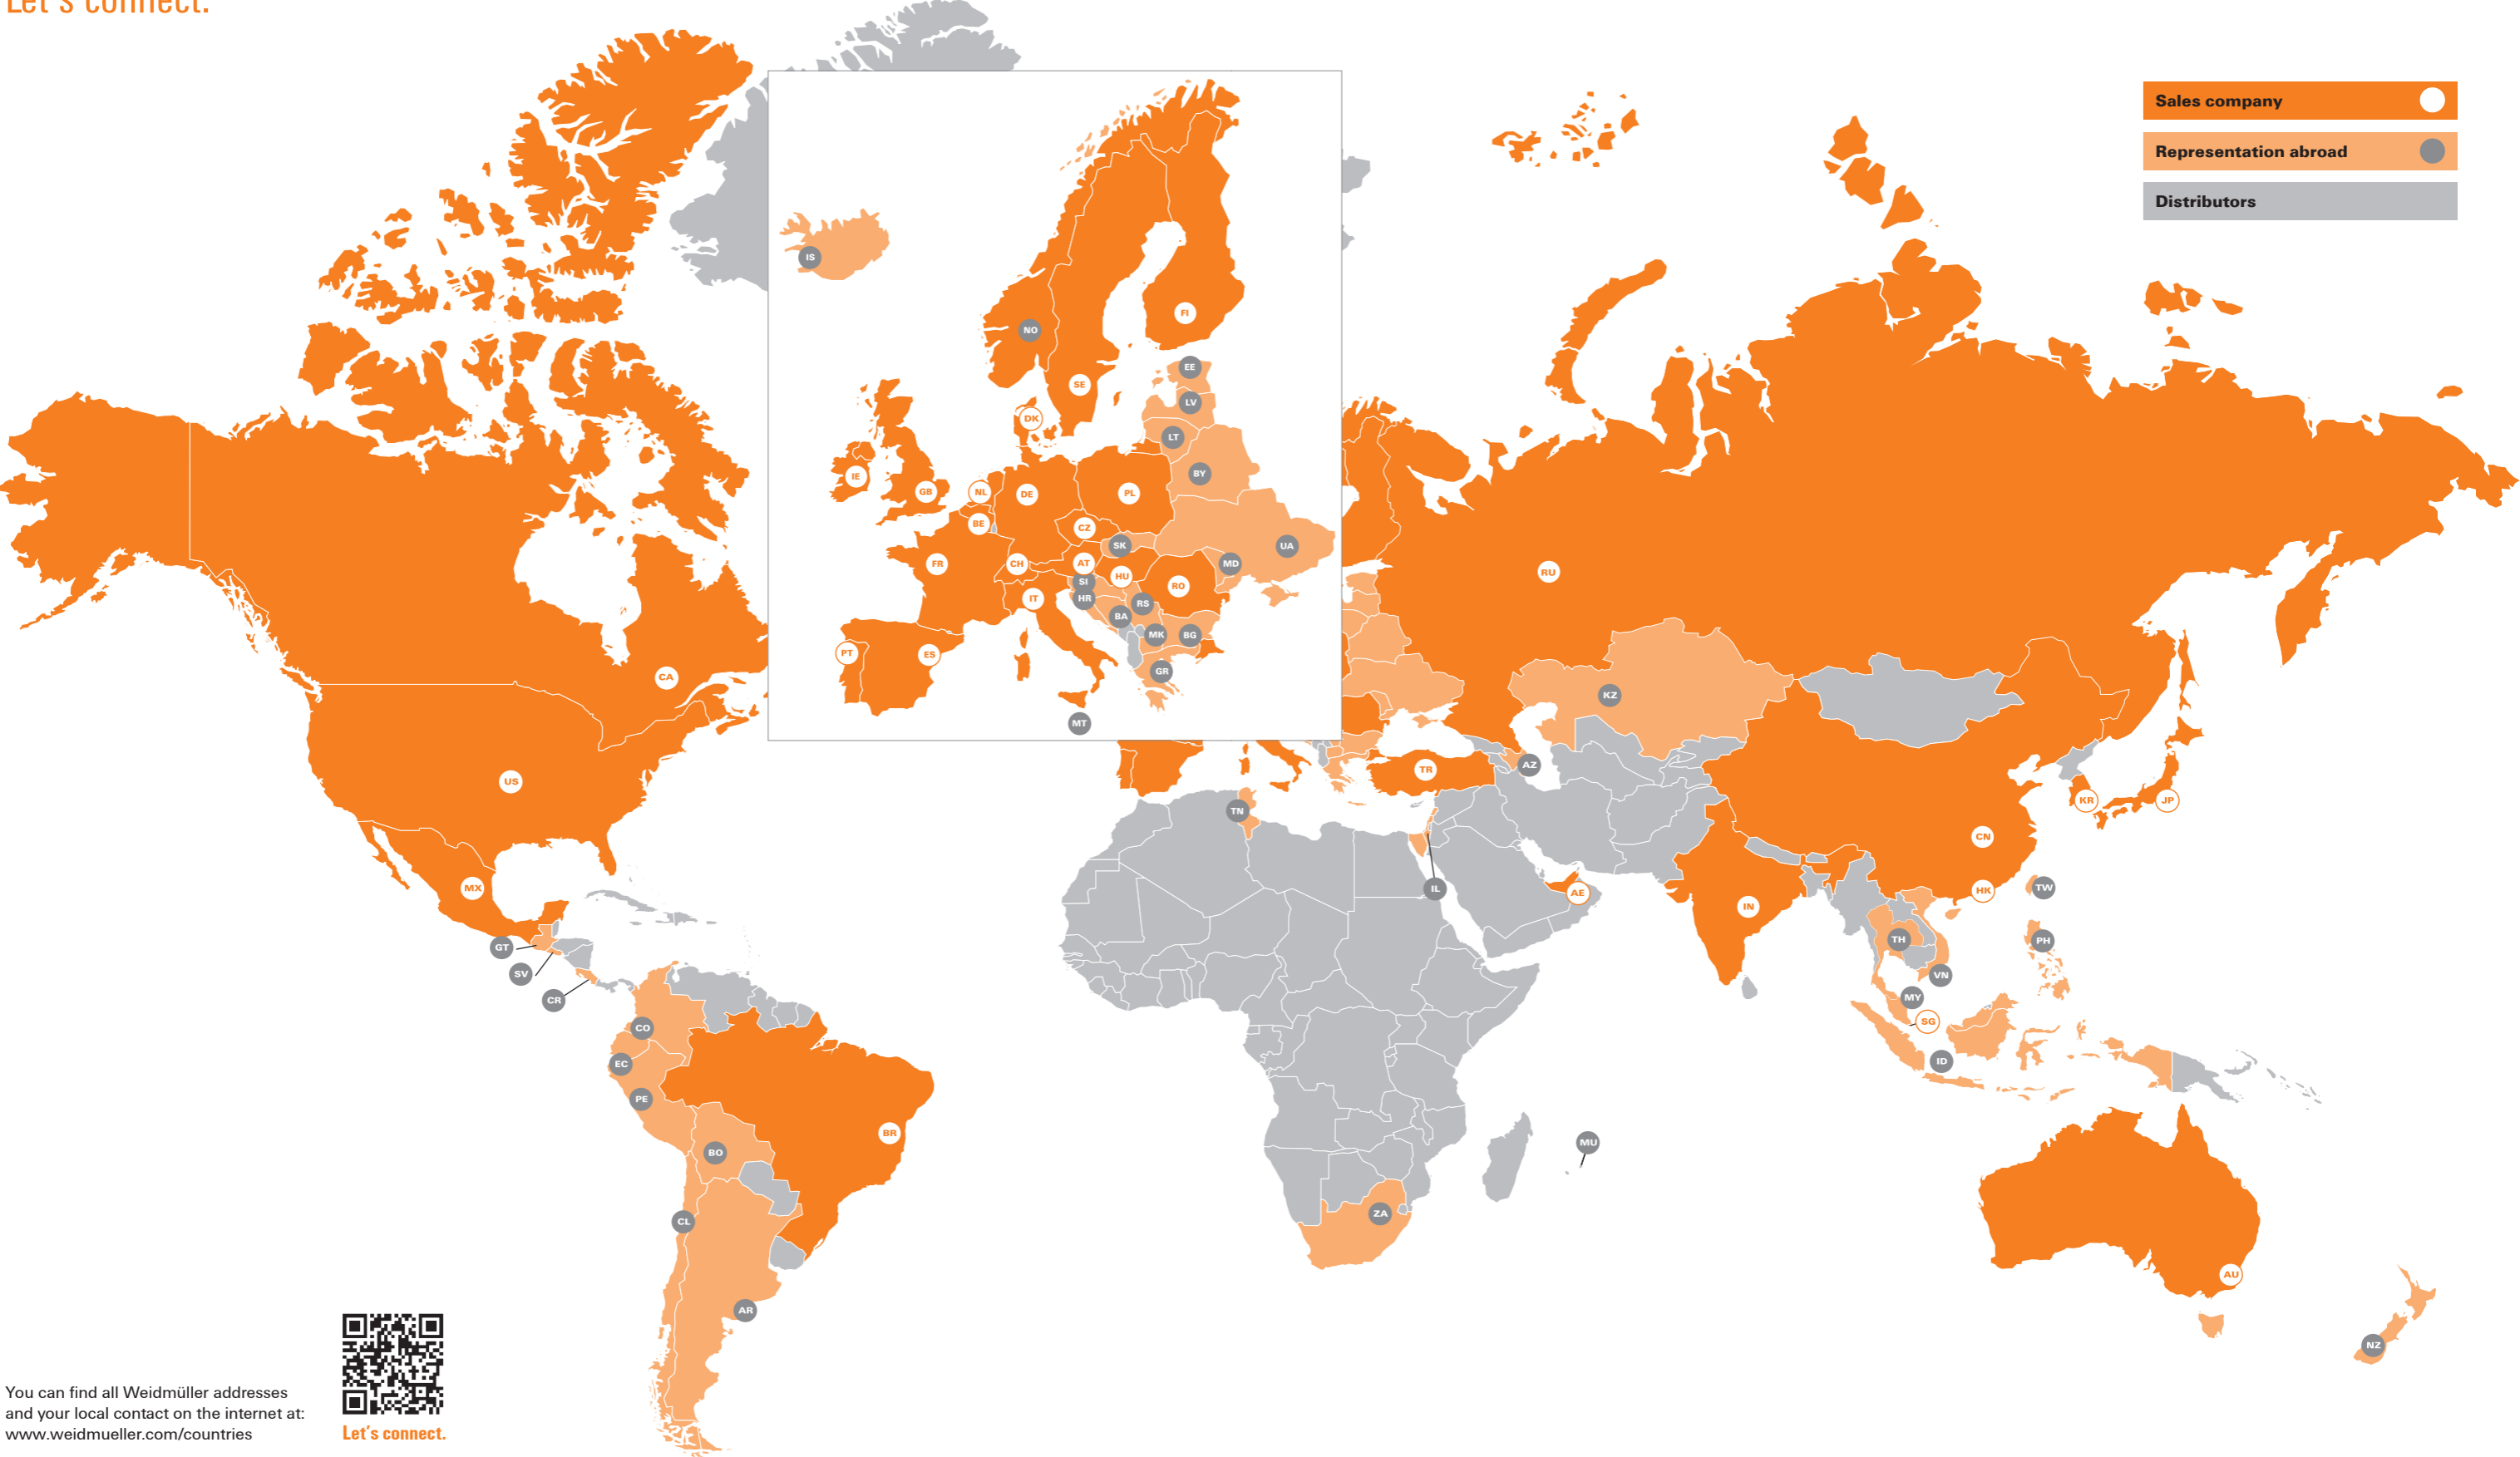 Let's connect.
Sales company
Representation abroad
Distributors
IS
NO
FI
SE
EE
LV
DK
LT
BY
IE
GB
NL
DE
PL
BE
CZ
SK
UA
FR
CH
AT
HU
MD
SI
RO
IT
HR
RS
BA
MK
BG
PT
ES
GR
MT
RU
CA
KZ
US
TR
AZ
TN
KR
JP
CN
MX
IL
AE
IN
HK
TW
GT
SV
CR
TH
PH
VN
MY
SG
CO
EC
ID
PE
BR
BO
MU
CL
ZA
AR
AU
NZ
You can find all Weidmüller addresses
and your local contact on the internet at:
www.weidmueller.com/countries
Let's connect.